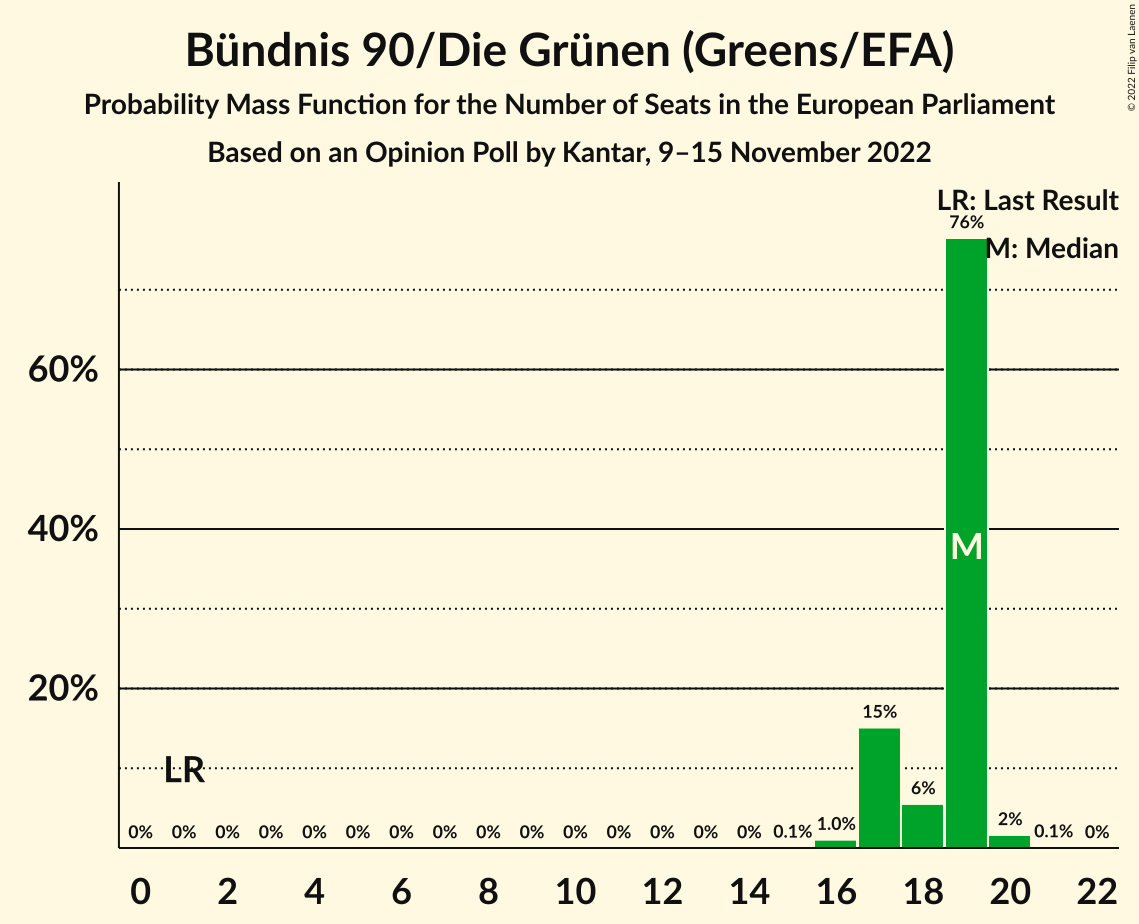 Bündnis 90/Die Grünen (Greens/EFA)
Probability Mass Function for the Number of Seats in the European Parliament
Based on an Opinion Poll by Kantar, 9–15 November 2022
© 2022 Filip van Laenen
LR: Last Result
76%
M: Median
60%
40%
M
20%
15%
LR
6%
0% 0% 0% 0% 0% 0% 0% 0% 0% 0% 0% 0% 0% 0% 0% 0.1% 1.0% 2% 0.1% 0%
0 2 4 6 8 10 12 14 16 18 20 22